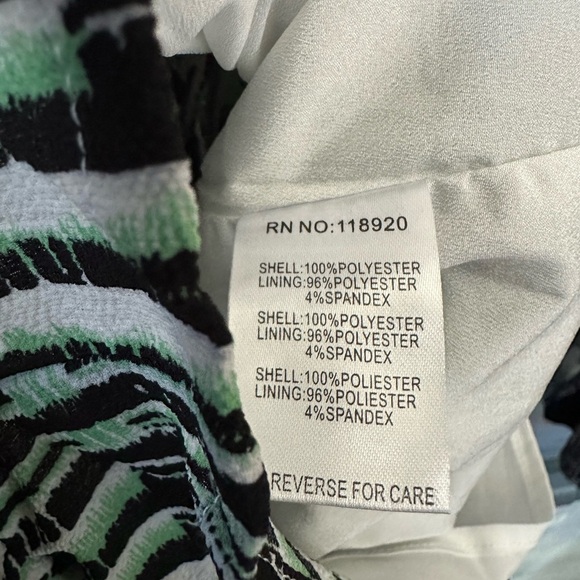 RN NO:118920
SHELL:100%POLYESTER
LINING:96%POLYESTER
4%SPANDEX
SHELL:100%POLYESTER
LINING:96%POLYESTER
4%SPANDEX
SHELL:100%POLIESTER
LINING:96%POLIESTER
4%SPANDEX
REVERSE FOR CARE